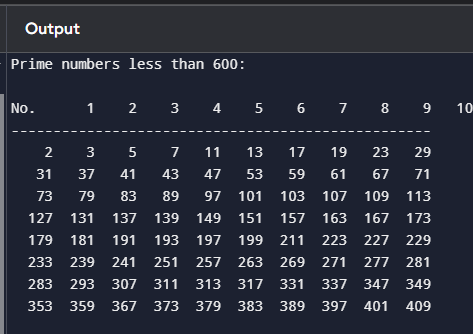 Output
Prime numbers less than 600:
No. 1 2 3 4 5 6 7 8 9 10
--------------------------------------------------
2 3 5 7 11 13 17 19 23 29
31 37 41 43 47 53 59 61 67 71
73 79 83 89 97 101 103 107 109 113
127 131 137 139 149 151 157 163 167 173
179 181 191 193 197 199 211 223 227 229
233 239 241 251 257 263 269 271 277 281
283 293 307 311 313 317 331 337 347 349
353 359 367 373 379 383 389 397 401 409